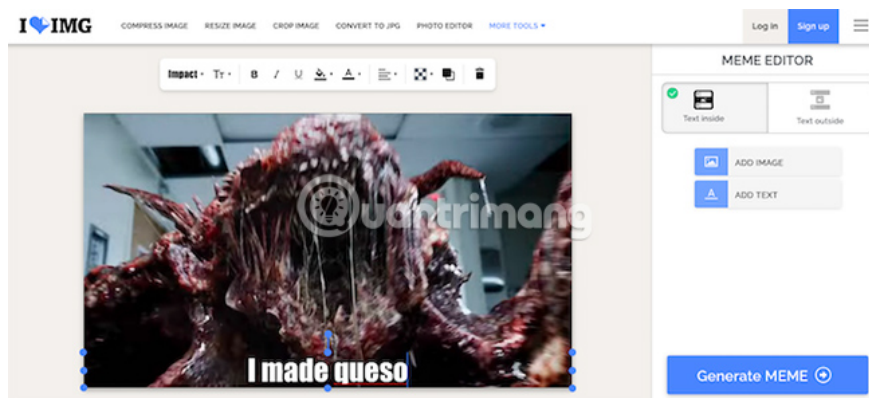 I IMG COMPRESS IMAGE RESIZE IMAGE CROP IMAGE CONVERT TO JPG PHOTO EDITOR MORE TOOLS Log in Sign up
Impact Tт B I U A
MEME EDITOR
Text inside Text outside
ADD IMAGE
A ADD TEXT
Quantrimang
I made queso
Generate MEME